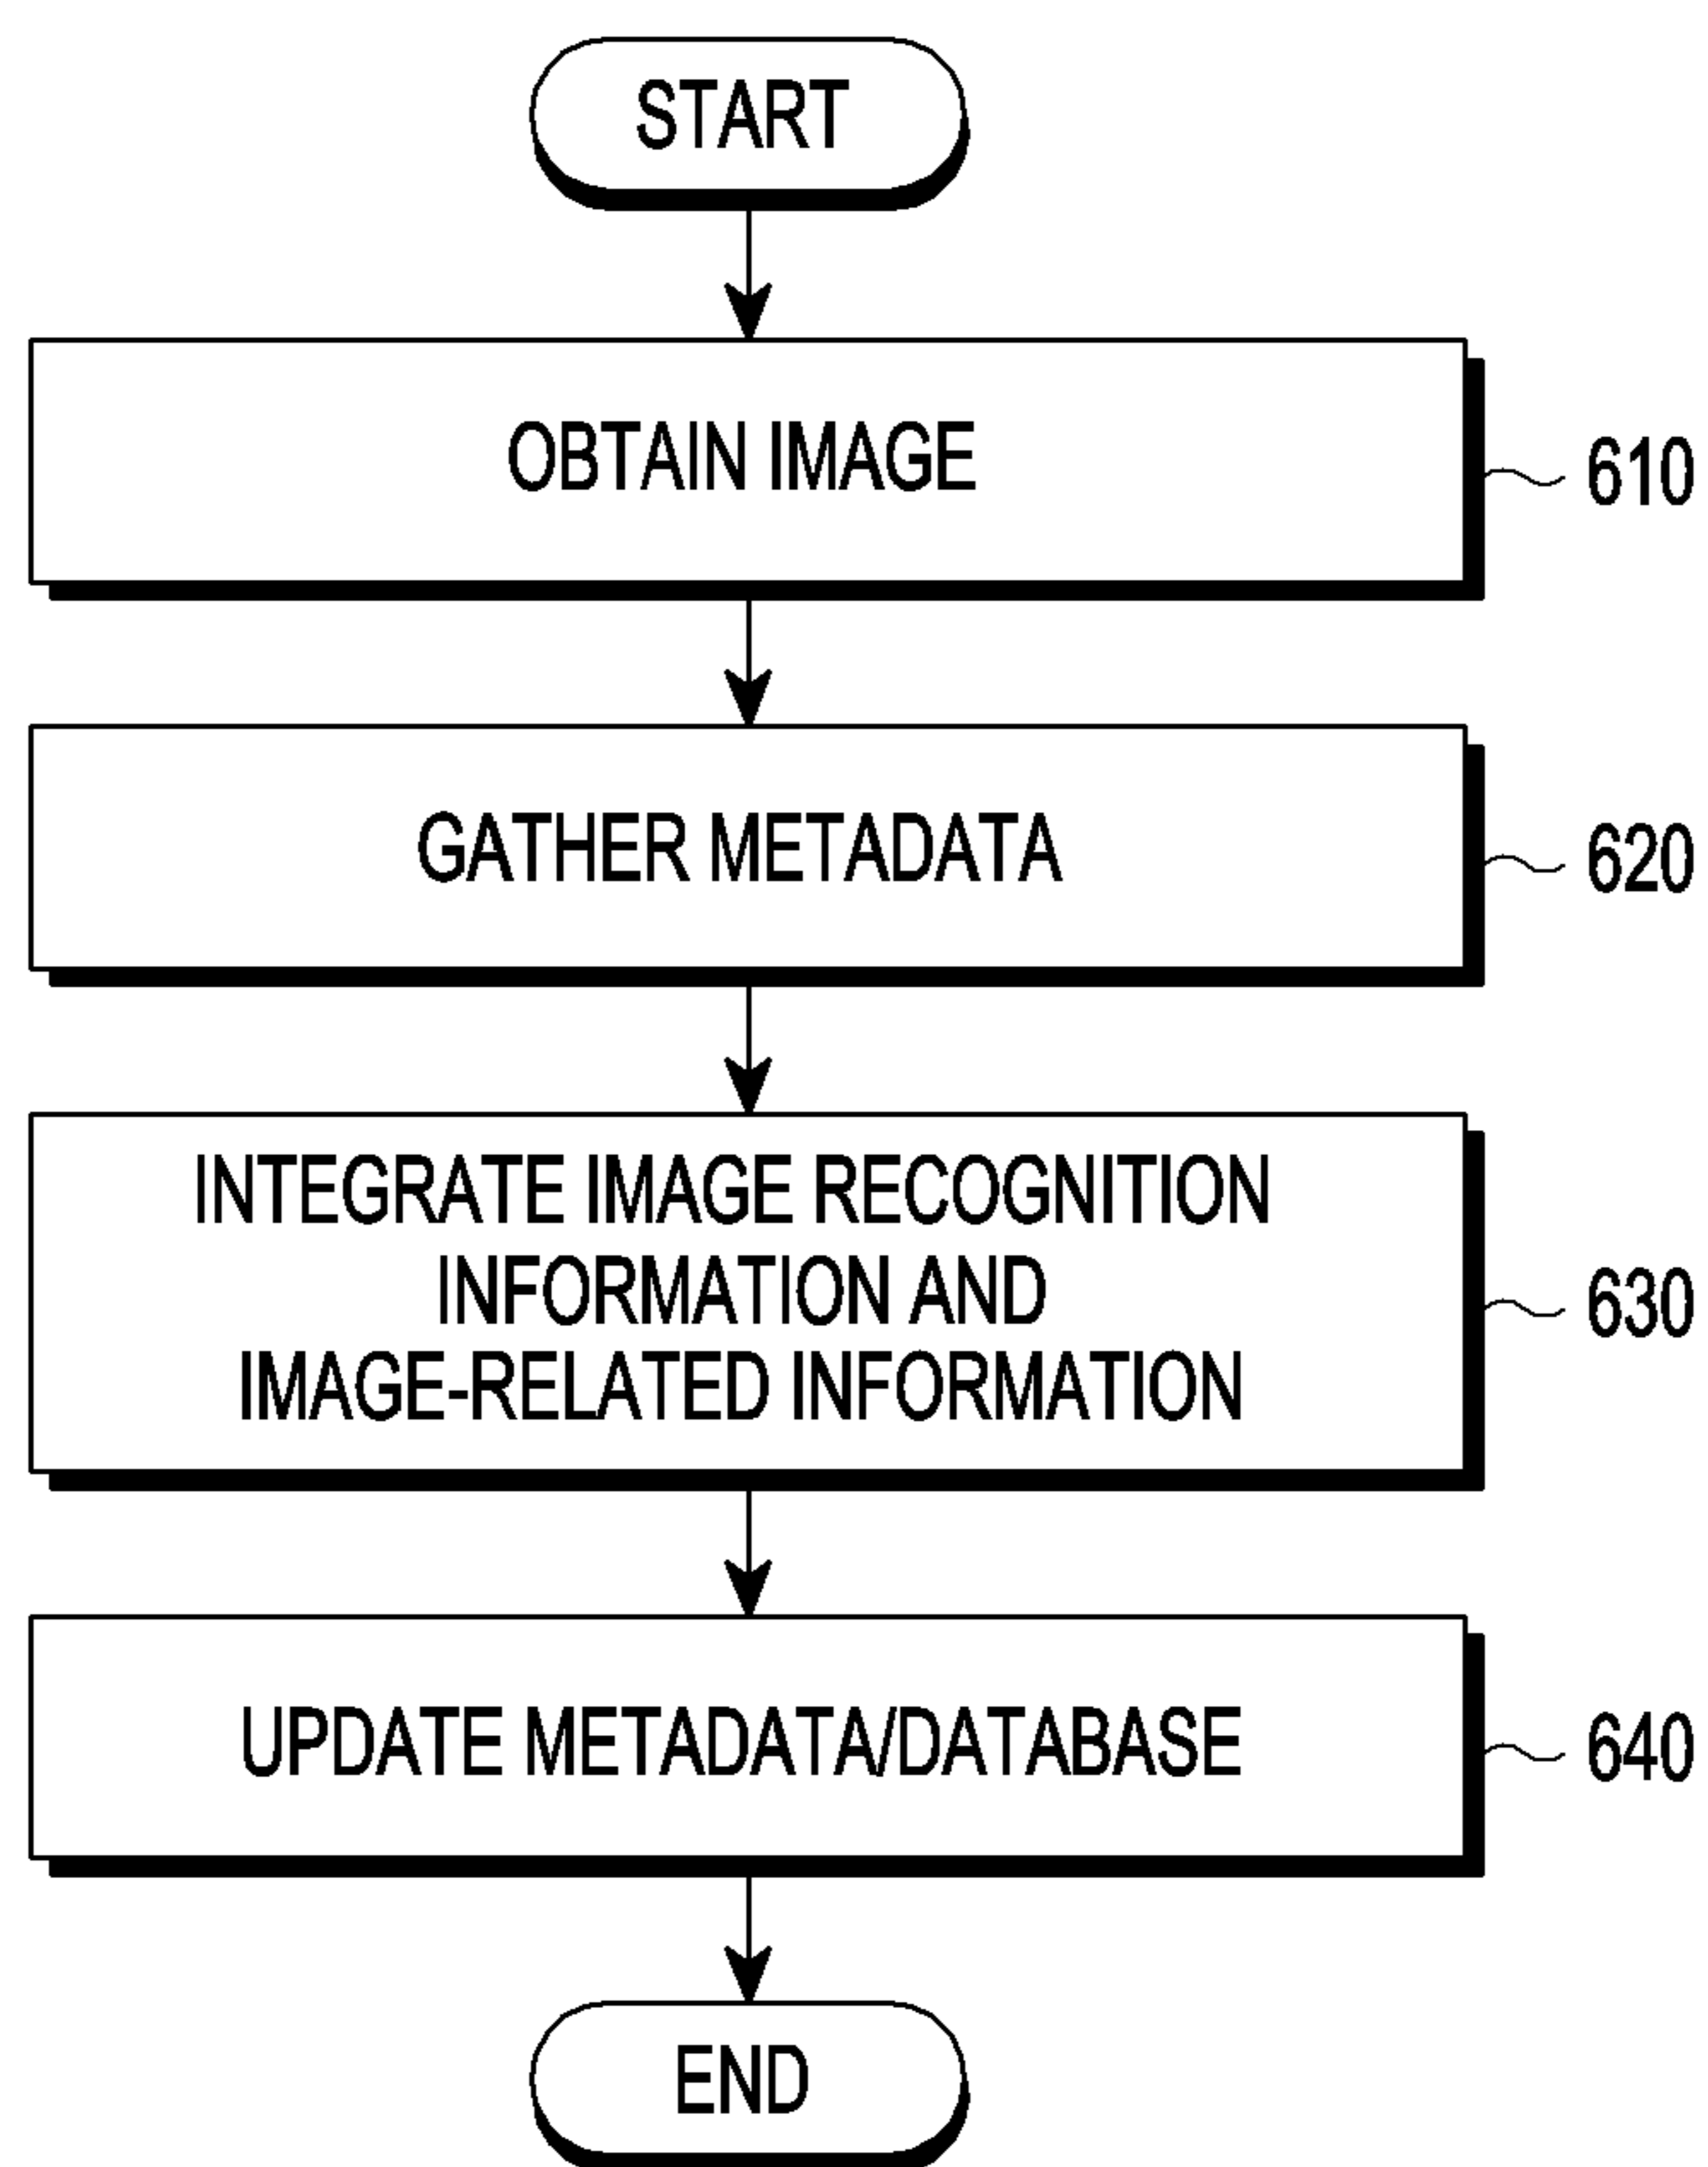 START
OBTAIN IMAGE
610
GATHER METADATA
620
INTEGRATE IMAGE RECOGNITION
INFORMATION AND
IMAGE-RELATED INFORMATION
630
UPDATE METADATA/DATABASE
640
END